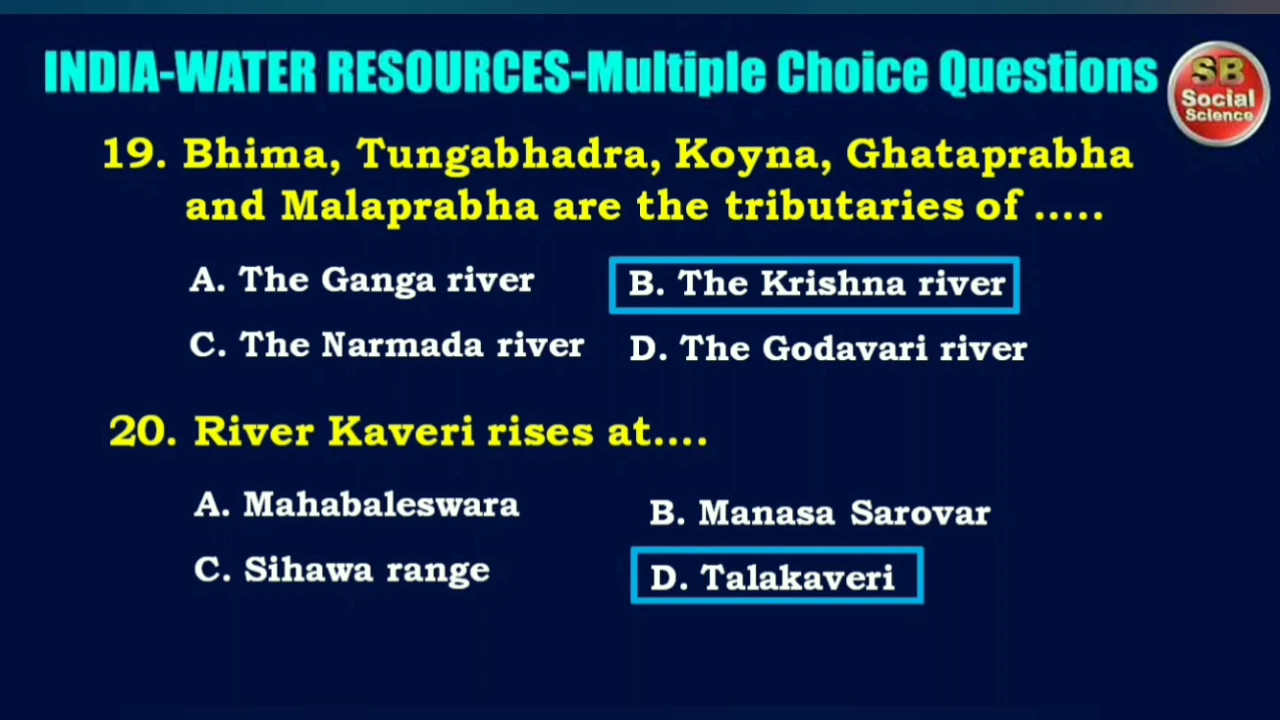 INDIA-WATER RESOURCES-Multiple Choice Questions
SB
Social
Science
19. Bhima, Tungabhadra, Koyna, Ghataprabha
and Malaprabha are the tributaries of .....
A. The Ganga river
B. The Krishna river
C. The Narmada river
D. The Godavari river
20. River Kaveri rises at....
A. Mahabaleswara
B. Manasa Sarovar
C. Sihawa range
D. Talakaveri